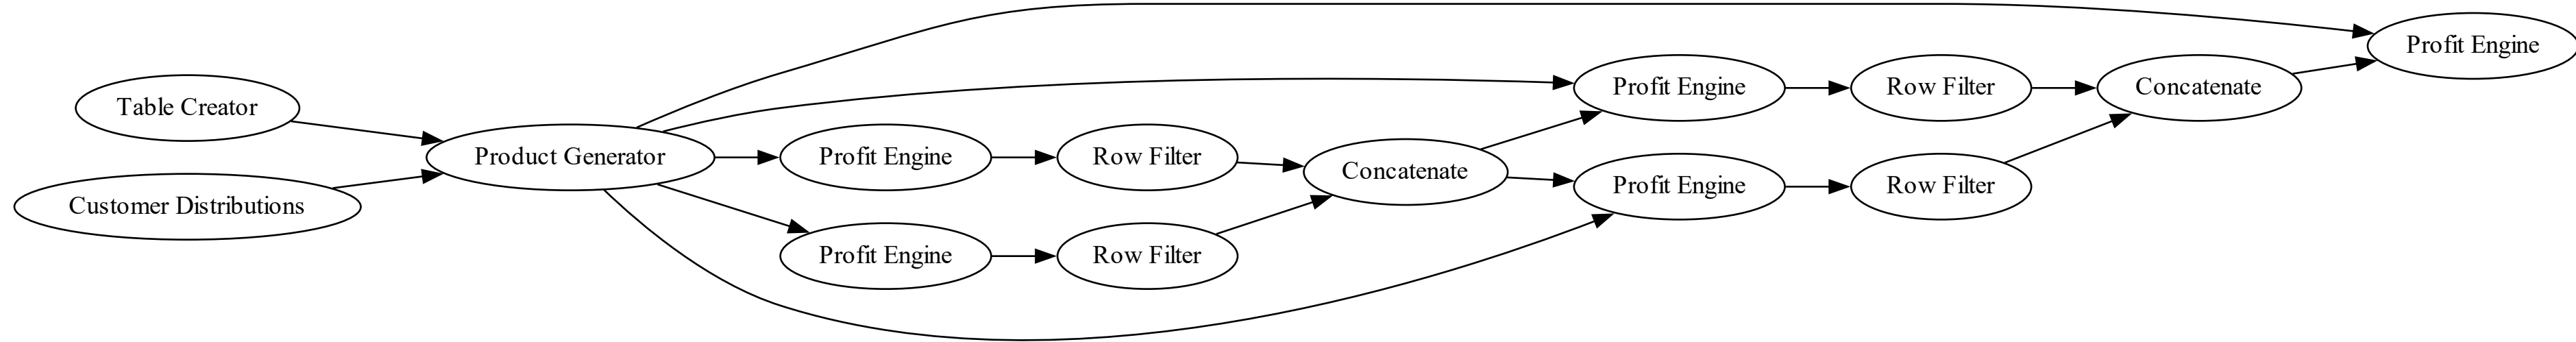 Table Creator
Customer Distributions
Product Generator
Profit Engine
Row Filter
Profit Engine
Row Filter
Concatenate
Profit Engine
Row Filter
Profit Engine
Row Filter
Concatenate
Profit Engine